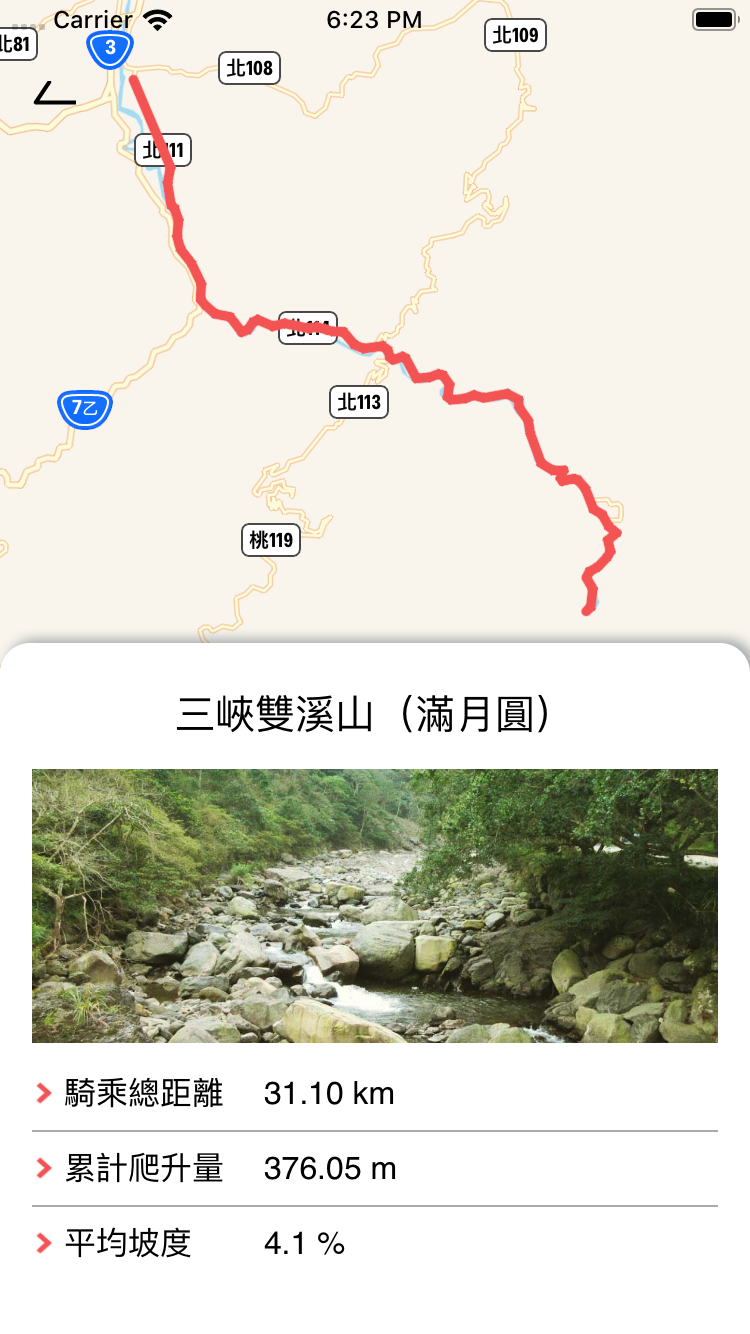 Carrier 6:23 PM
北81
3
北108
北109
北111
北114
7乙
北113
桃119
三峽雙溪山（滿月圓）
騎乘總距離 31.10 km
累計爬升量 376.05 m
平均坡度 4.1 %